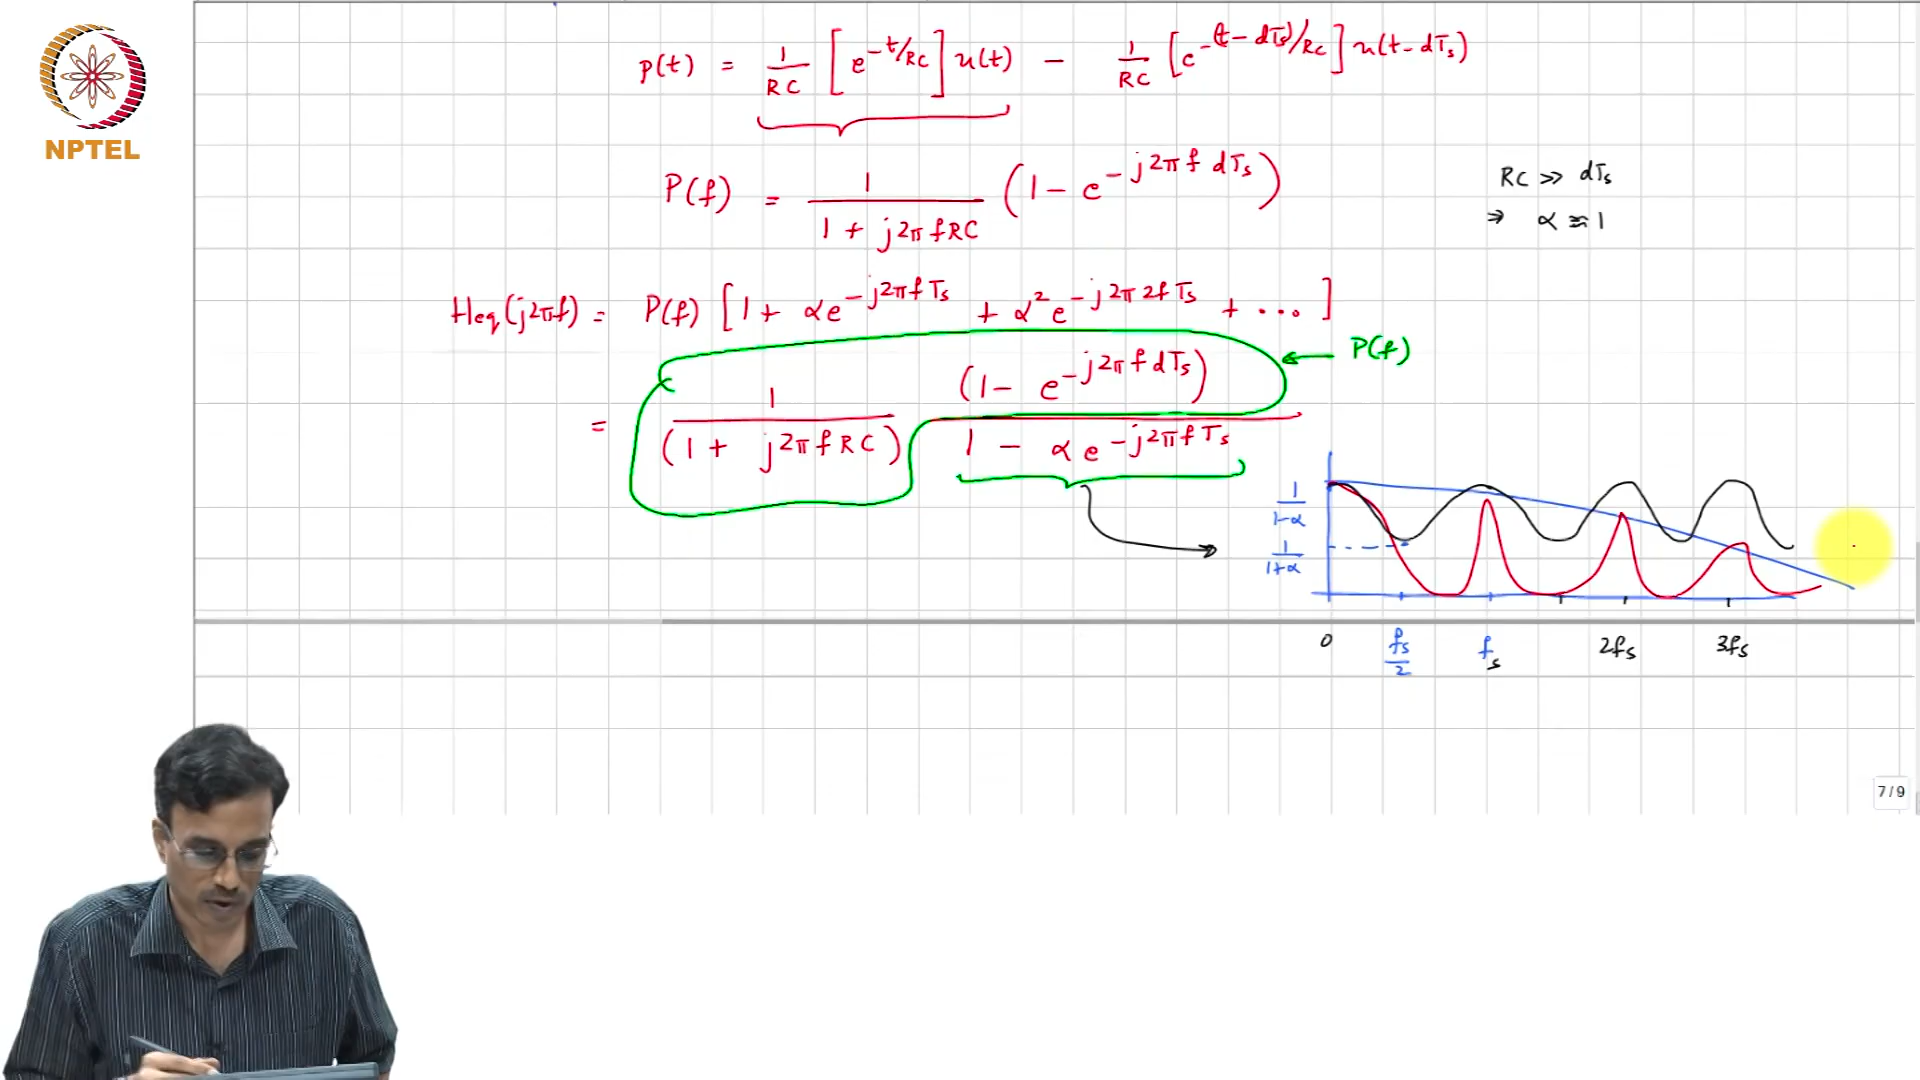 NPTEL
p(t) = 1/RC [e^{-t/RC}] u(t) - 1/RC [e^{-(t-dTs)/RC}] u(t-dTs)
P(f) = 1/(1 + j2πfRC) (1 - e^{-j2πf dTs})
RC >> dTs
⇒ α ≈ 1
Heq(j2πf) = P(f) [1 + αe^{-j2πfTs} + α²e^{-j2π2fTs} + ...]
← P(f)
= 1/(1 + j2πfRC) (1 - e^{-j2πf dTs})/(1 - αe^{-j2πfTs})
1/(1-α)
1/(1+α)
0 fs/2 fs 2fs 3fs
7/9